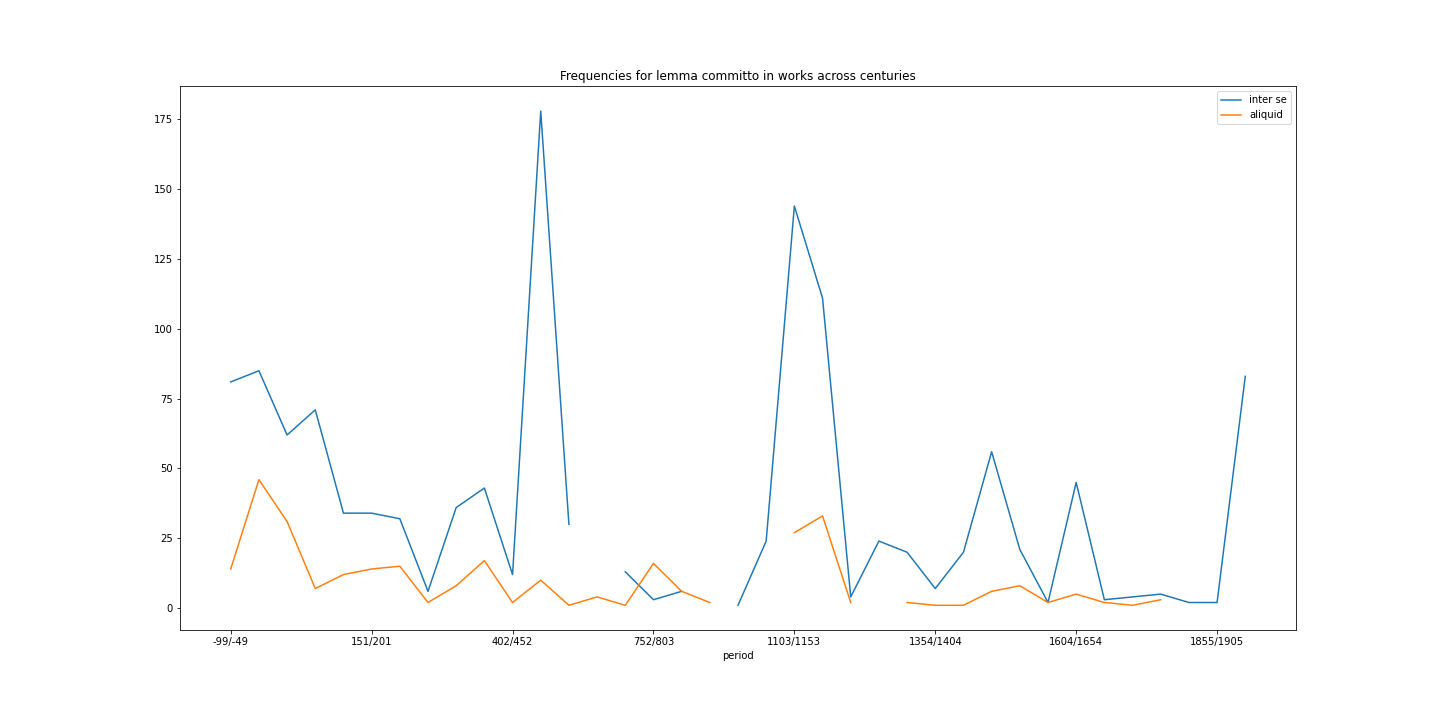 Frequencies for lemma committo in works across centuries
inter se
aliquid
175
150
125
100
75
50
25
0
-99/-49 151/201 402/452 752/803 1103/1153 1354/1404 1604/1654 1855/1905
period